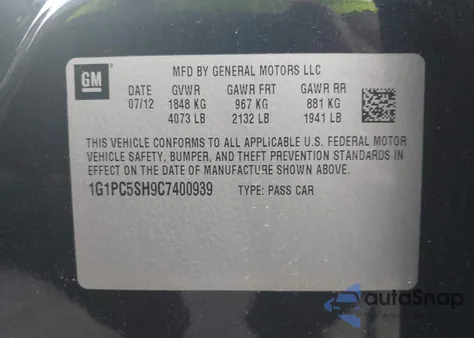 GM
MFD BY GENERAL MOTORS LLC
DATE GVWR GAWR FRT GAWR RR
07/12 1848 KG 967 KG 881 KG
4073 LB 2132 LB 1941 LB
THIS VEHICLE CONFORMS TO ALL APPLICABLE U.S. FEDERAL MOTOR
VEHICLE SAFETY, BUMPER, AND THEFT PREVENTION STANDARDS IN
EFFECT ON THE DATE OF MANUFACTURE SHOWN ABOVE.
1G1PC5SH9C7400939 TYPE: PASS CAR
autoSnap